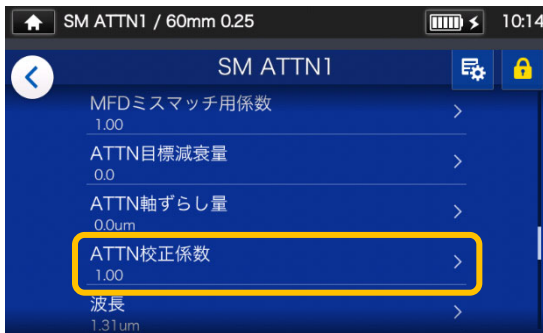 SM ATTN1 / 60mm 0.25
10:14
SM ATTN1
MFDミスマッチ用係数
1.00
ATTN目標減衰量
0.0
ATTN軸ずらし量
0.0um
ATTN校正係数
1.00
波長
1.31um